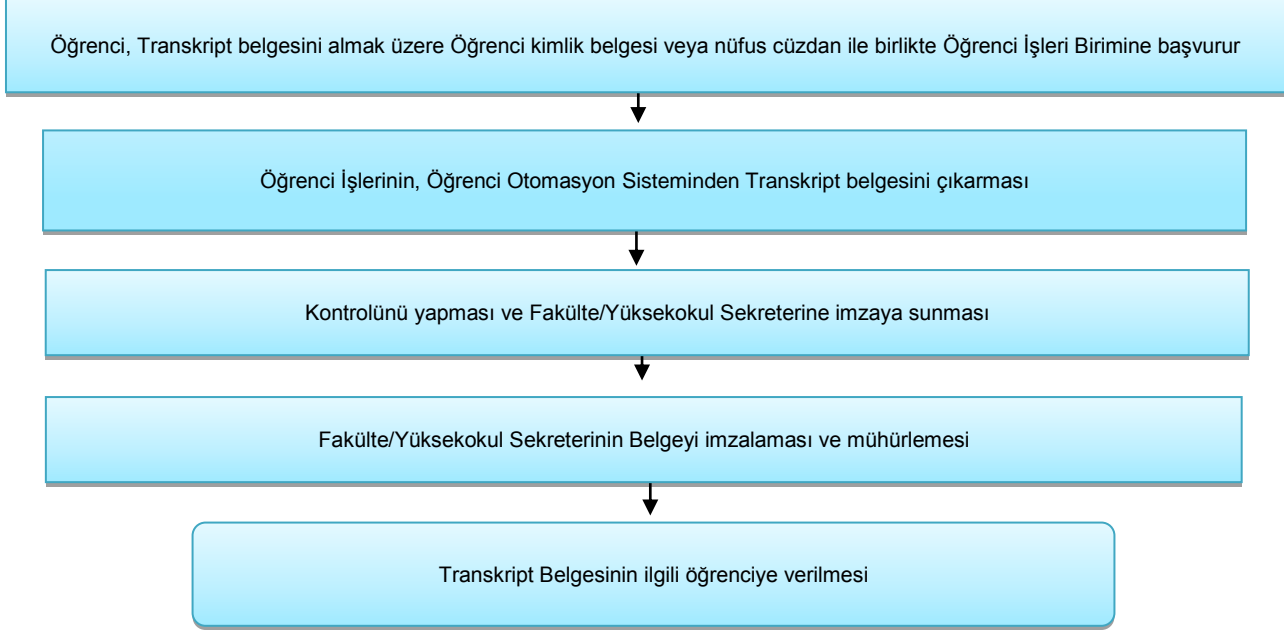 Öğrenci, Transkript belgesini almak üzere Öğrenci kimlik belgesi veya nüfus cüzdan ile birlikte Öğrenci İşleri Birimine başvurur
Öğrenci İşlerinin, Öğrenci Otomasyon Sisteminden Transkript belgesini çıkarması
Kontrolünü yapması ve Fakülte/Yüksekokul Sekreterine imzaya sunması
Fakülte/Yüksekokul Sekreterinin Belgeyi imzalaması ve mühürlemesi
Transkript Belgesinin ilgili öğrenciye verilmesi